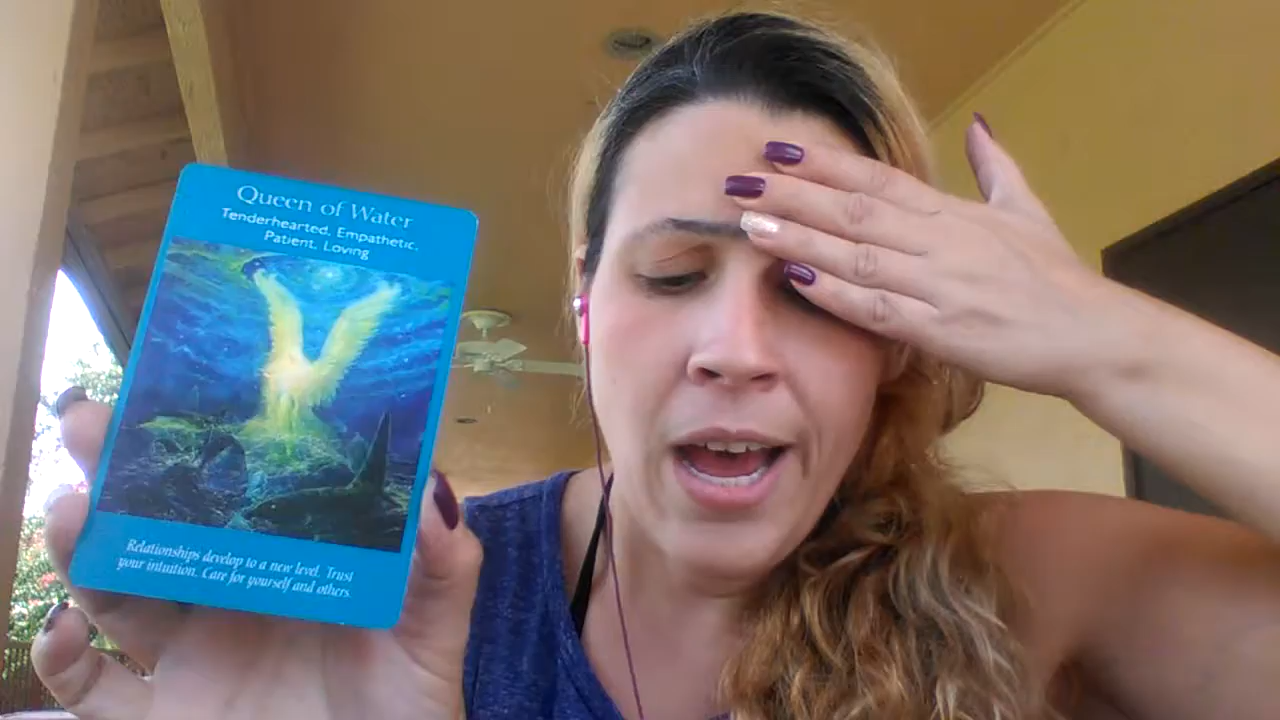 Queen of Water
Tenderhearted, Empathetic,
Patient, Loving
Relationships develop to a new level. Trust
your intuition. Care for yourself and others.